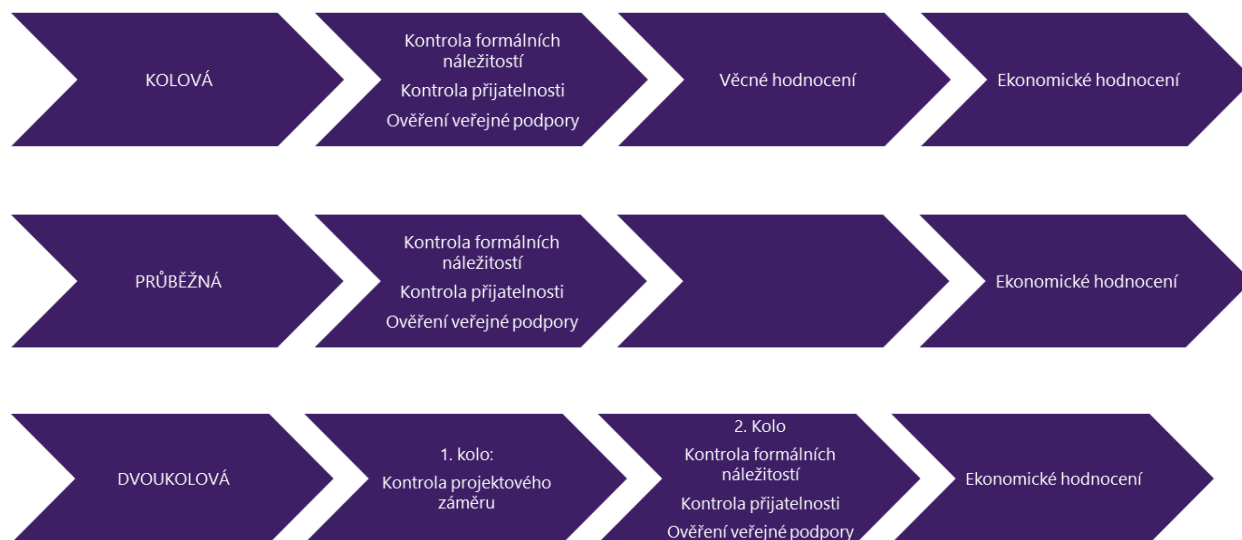 KOLOVÁ
Kontrola formálních
náležitostí
Kontrola přijatelnosti
Ověření veřejné podpory
Věcné hodnocení
Ekonomické hodnocení
PRŮBĚŽNÁ
Kontrola formálních
náležitostí
Kontrola přijatelnosti
Ověření veřejné podpory
Ekonomické hodnocení
DVOUKOLOVÁ
1. kolo:
Kontrola projektového
záměru
2. Kolo
Kontrola formálních
náležitostí
Kontrola přijatelnosti
Ověření veřejné podpory
Ekonomické hodnocení